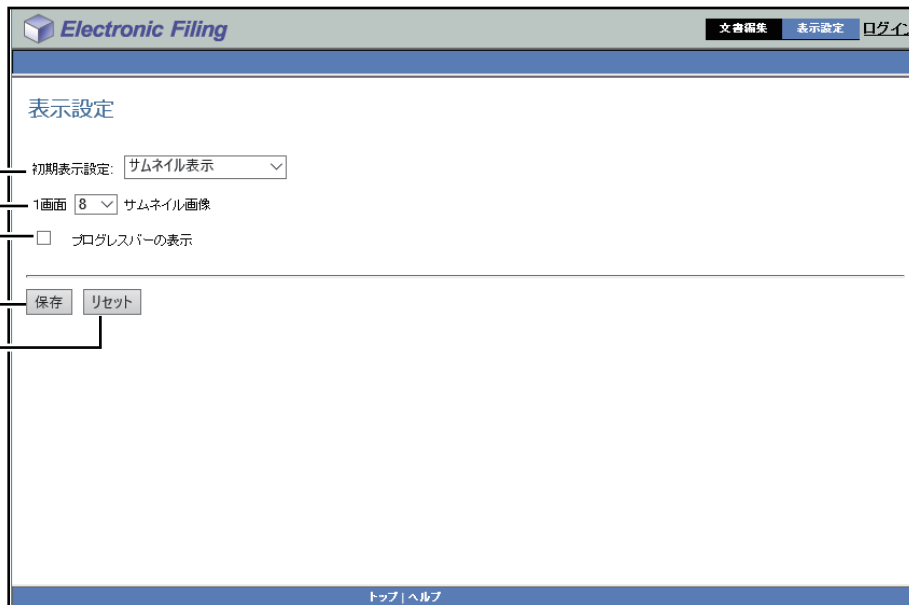 Electronic Filing
文書編集 表示設定 ログイン
表示設定
初期表示設定: サムネイル表示
1画面 8 サムネイル画像
プログレスバーの表示
保存 リセット
トップ | ヘルプ